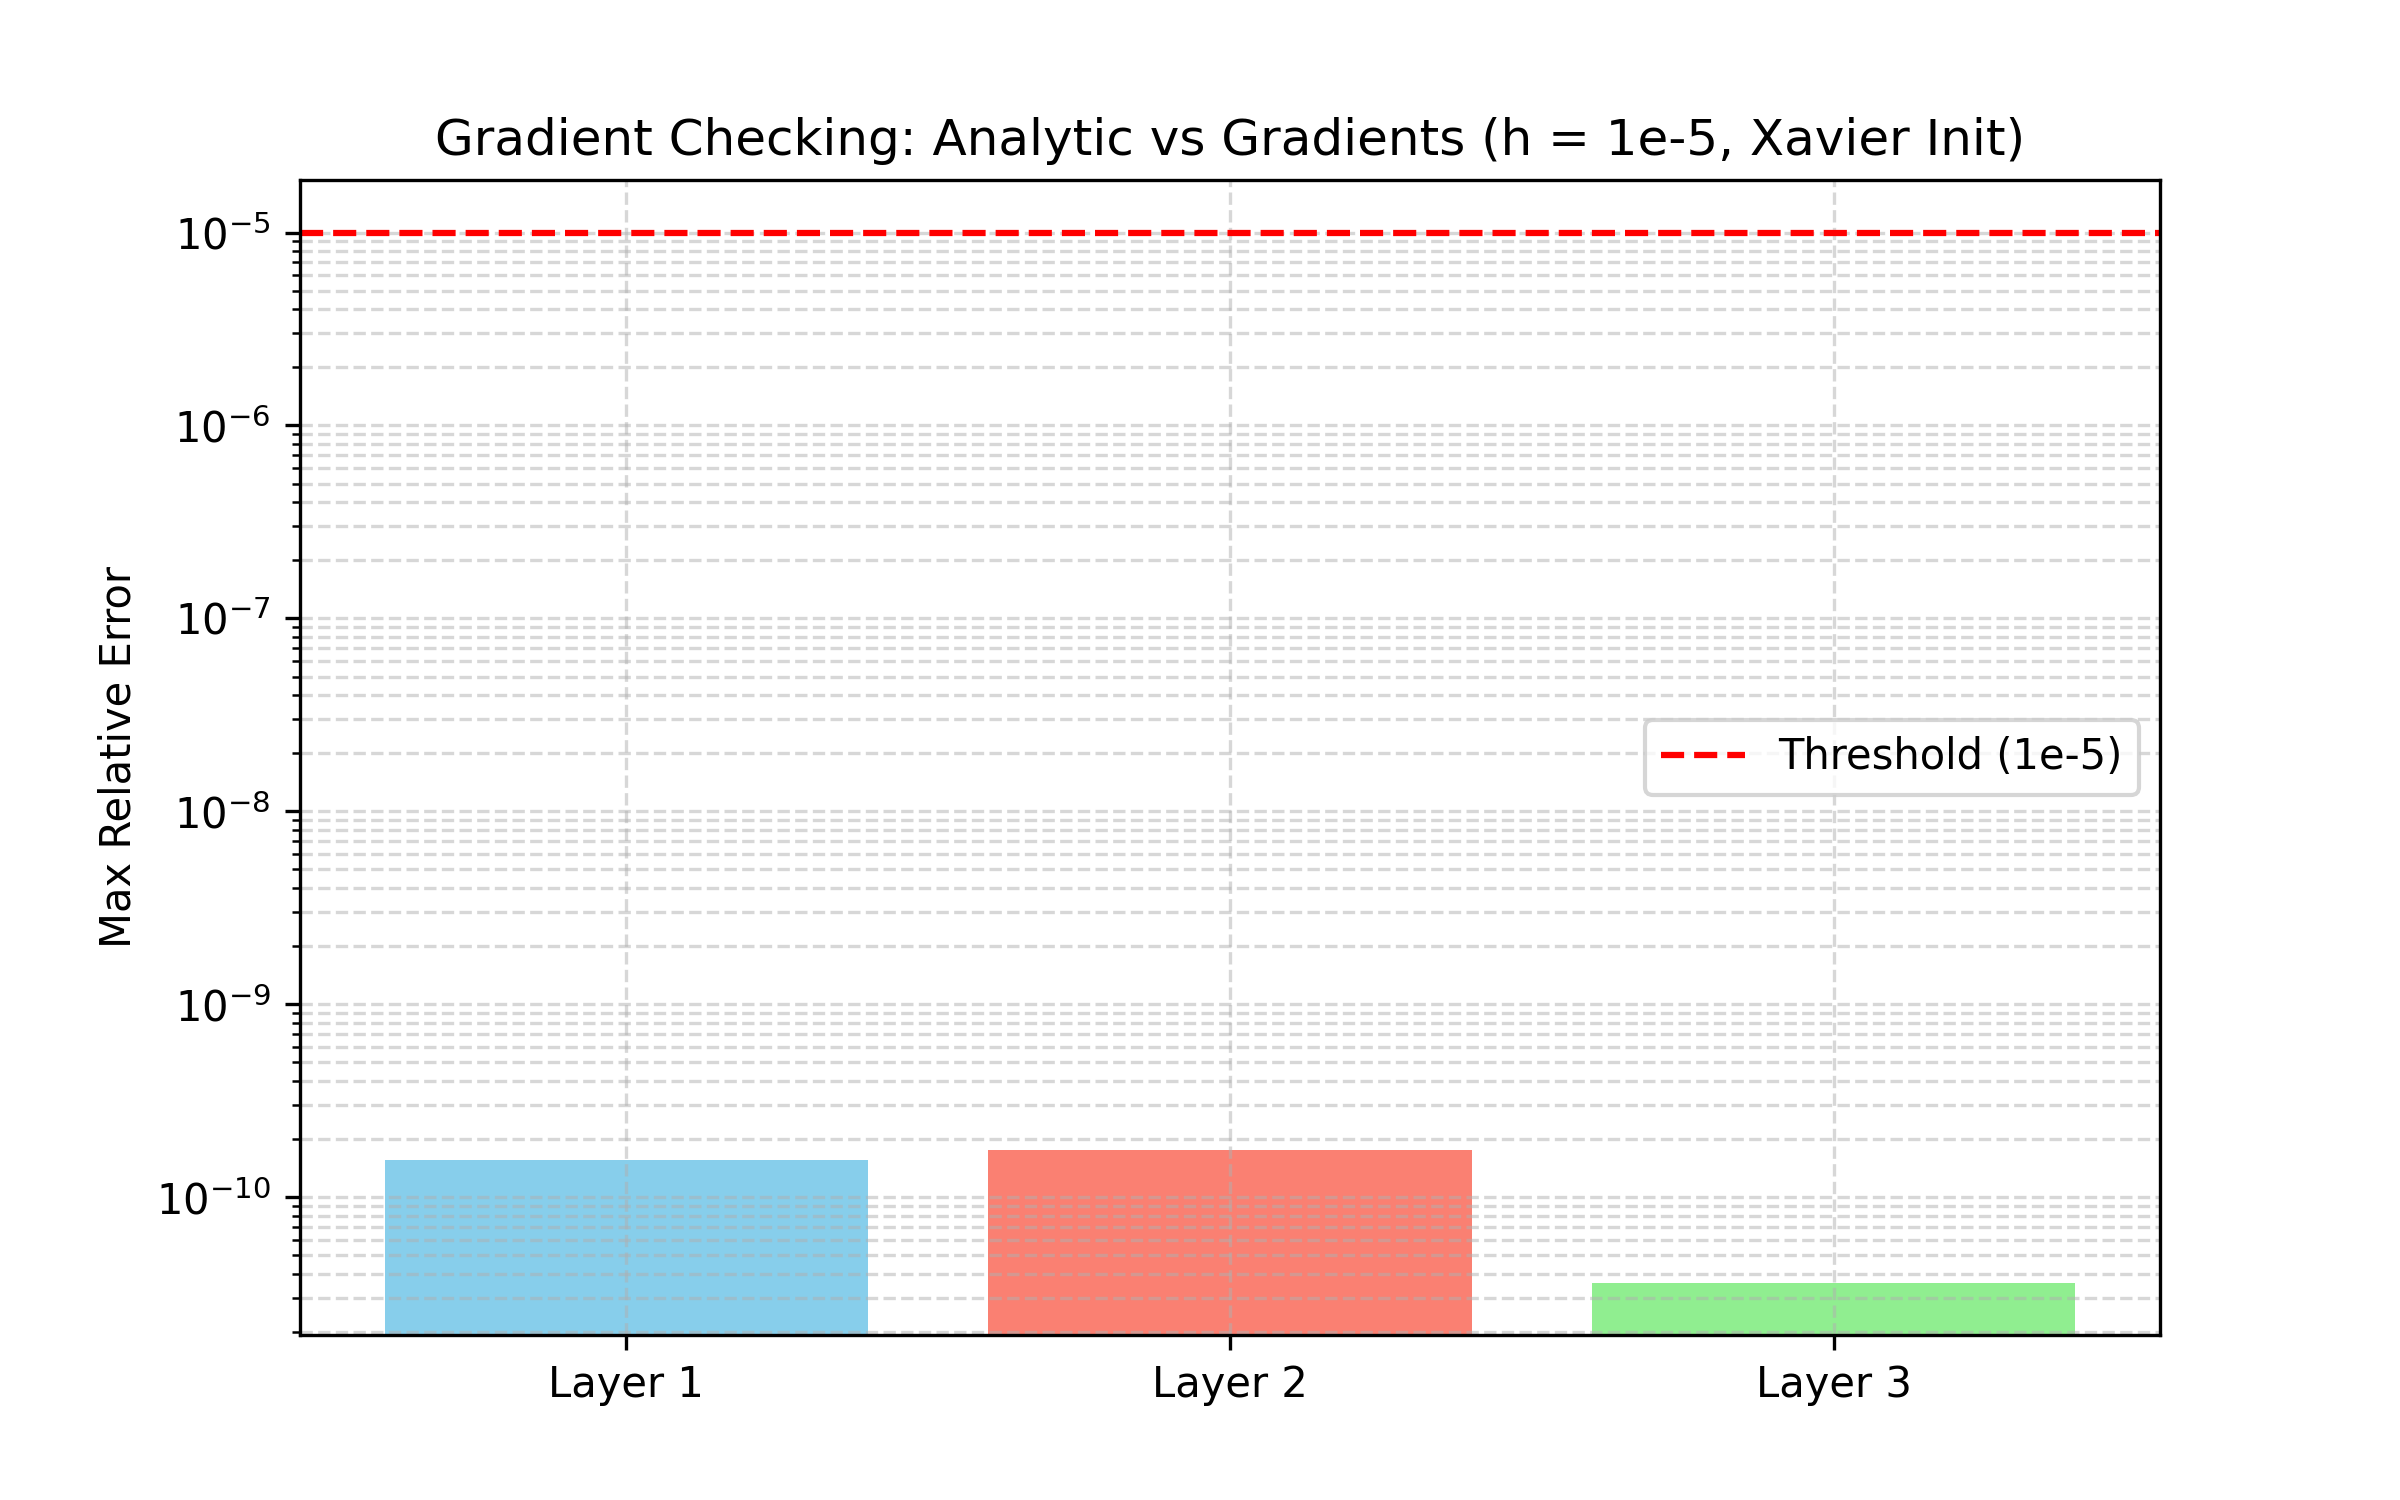 Gradient Checking: Analytic vs Gradients (h = 1e-5, Xavier Init)
Max Relative Error
10⁻⁵
10⁻⁶
10⁻⁷
10⁻⁸
10⁻⁹
10⁻¹⁰
Threshold (1e-5)
Layer 1
Layer 2
Layer 3